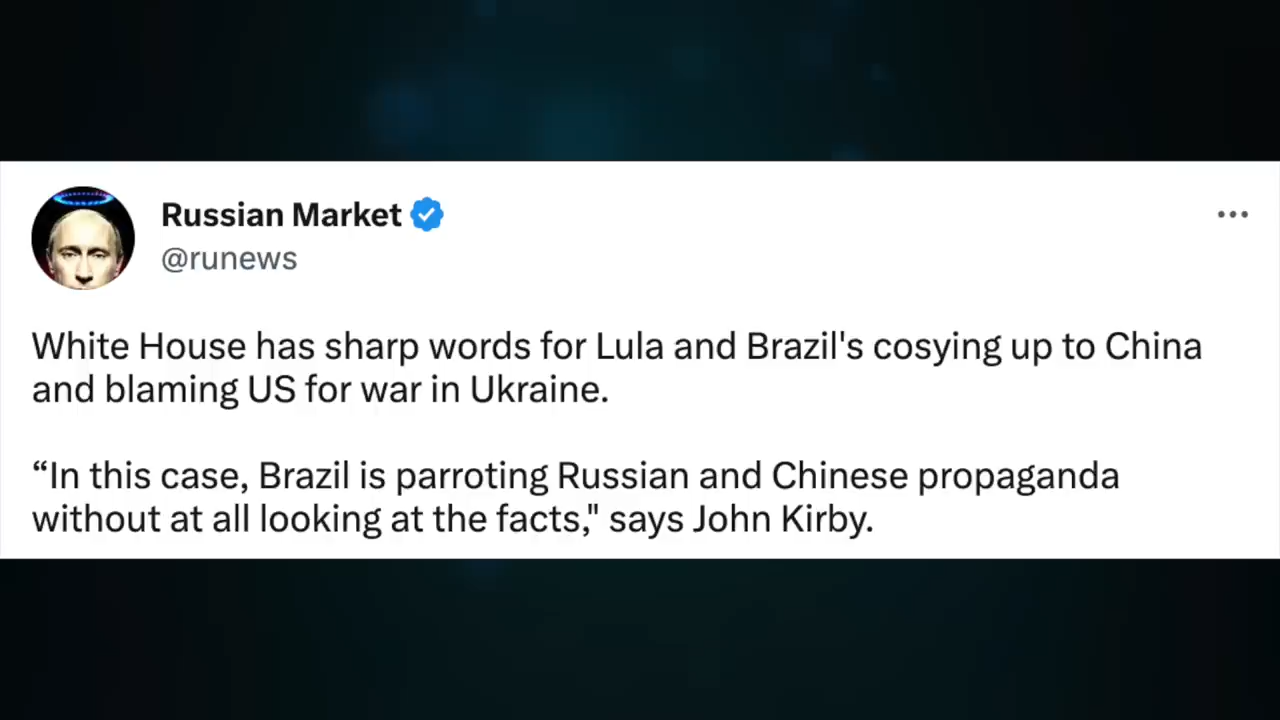 Russian Market
@runews
White House has sharp words for Lula and Brazil's cosying up to China
and blaming US for war in Ukraine.
“In this case, Brazil is parroting Russian and Chinese propaganda
without at all looking at the facts," says John Kirby.